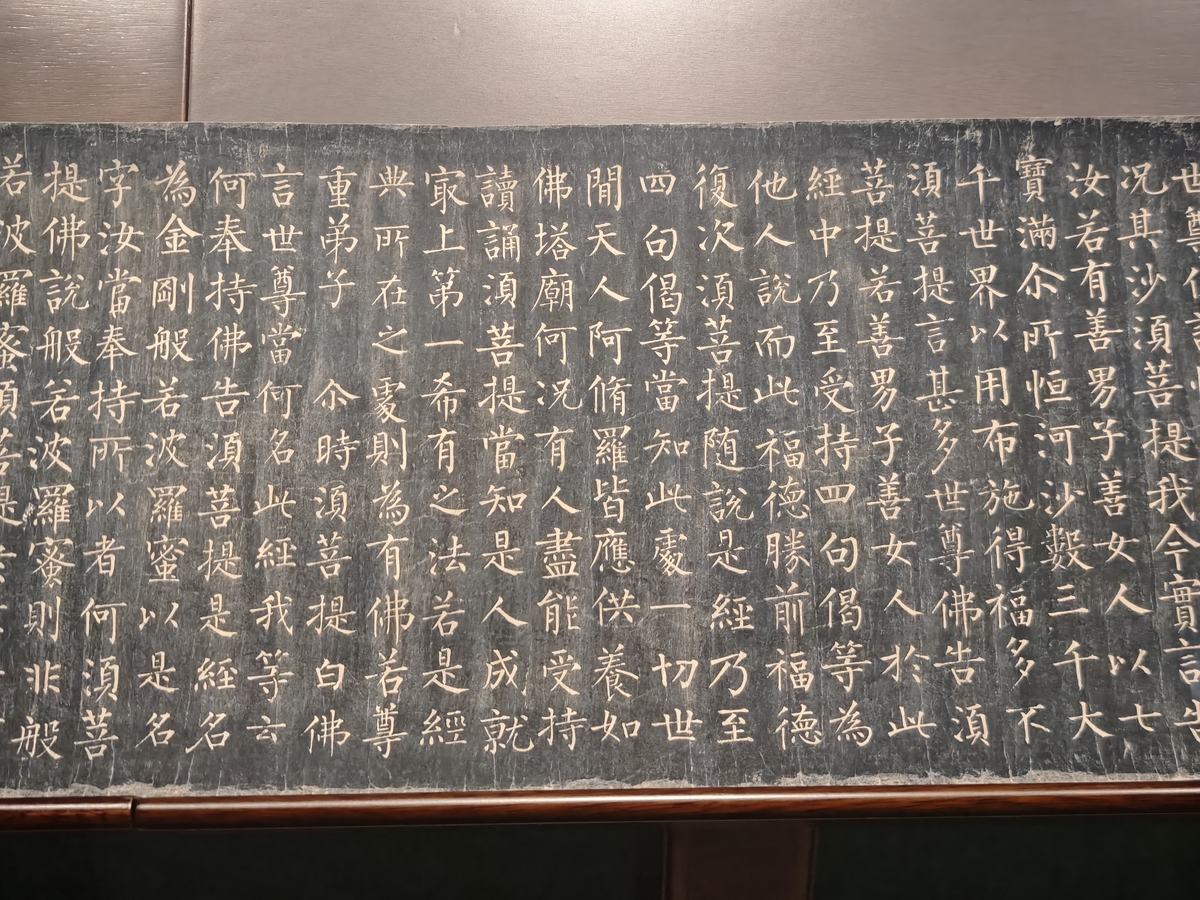 世尊
況其沙須菩提我今實言告
汝若有善男子善女人以七
寶滿尒所恒河沙數三千大
千世界以用布施得福多不
須菩提言甚多世尊佛告須
菩提若善男子善女人於此
經中乃至受持四句偈等為
他人說而此福德勝前福德
復次須菩提隨說是經乃至
四句偈等當知此處一切世
閒天人阿脩羅皆應供養如
佛塔廟何況有人盡能受持
讀誦須菩提當知是人成就
冣上第一希有之法若是經
典所在之處則為有佛若尊
重弟子 尒時須菩提白佛
言世尊當何名此經我等云
何奉持佛告須菩提是經名
為金剛般若波羅蜜以是名
字汝當奉持所以者何須菩
提佛說般若波羅蜜則非般
若波羅蜜須菩提